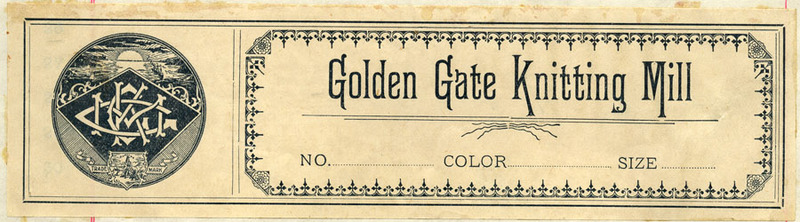 Golden Gate Knitting Mill
NO. COLOR SIZE
TRADE MARK